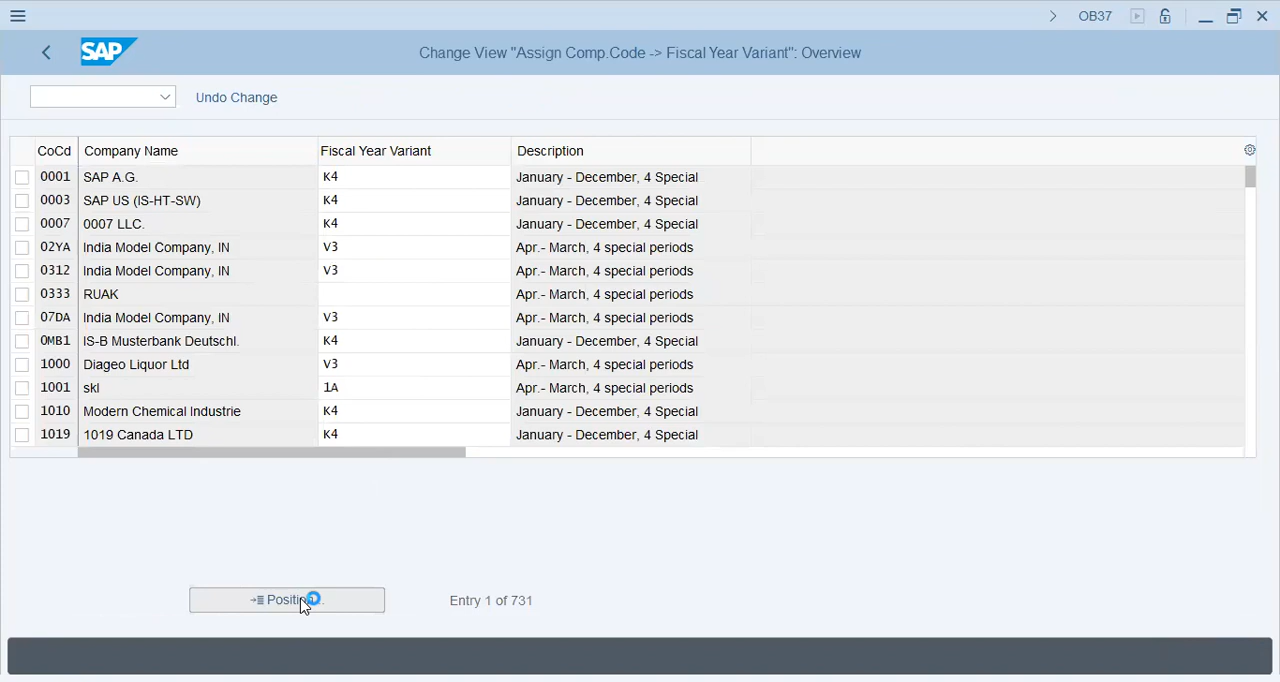 OB37
SAP Change View "Assign Comp.Code -> Fiscal Year Variant": Overview
Undo Change
CoCd Company Name Fiscal Year Variant Description
0001 SAP A.G. K4 January - December, 4 Special
0003 SAP US (IS-HT-SW) K4 January - December, 4 Special
0007 0007 LLC. K4 January - December, 4 Special
02YA India Model Company, IN V3 Apr.- March, 4 special periods
0312 India Model Company, IN V3 Apr.- March, 4 special periods
0333 RUAK Apr.- March, 4 special periods
07DA India Model Company, IN V3 Apr.- March, 4 special periods
0MB1 IS-B Musterbank Deutschl. K4 January - December, 4 Special
1000 Diageo Liquor Ltd V3 Apr.- March, 4 special periods
1001 skl 1A Apr.- March, 4 special periods
1010 Modern Chemical Industrie K4 January - December, 4 Special
1019 1019 Canada LTD K4 January - December, 4 Special
Entry 1 of 731